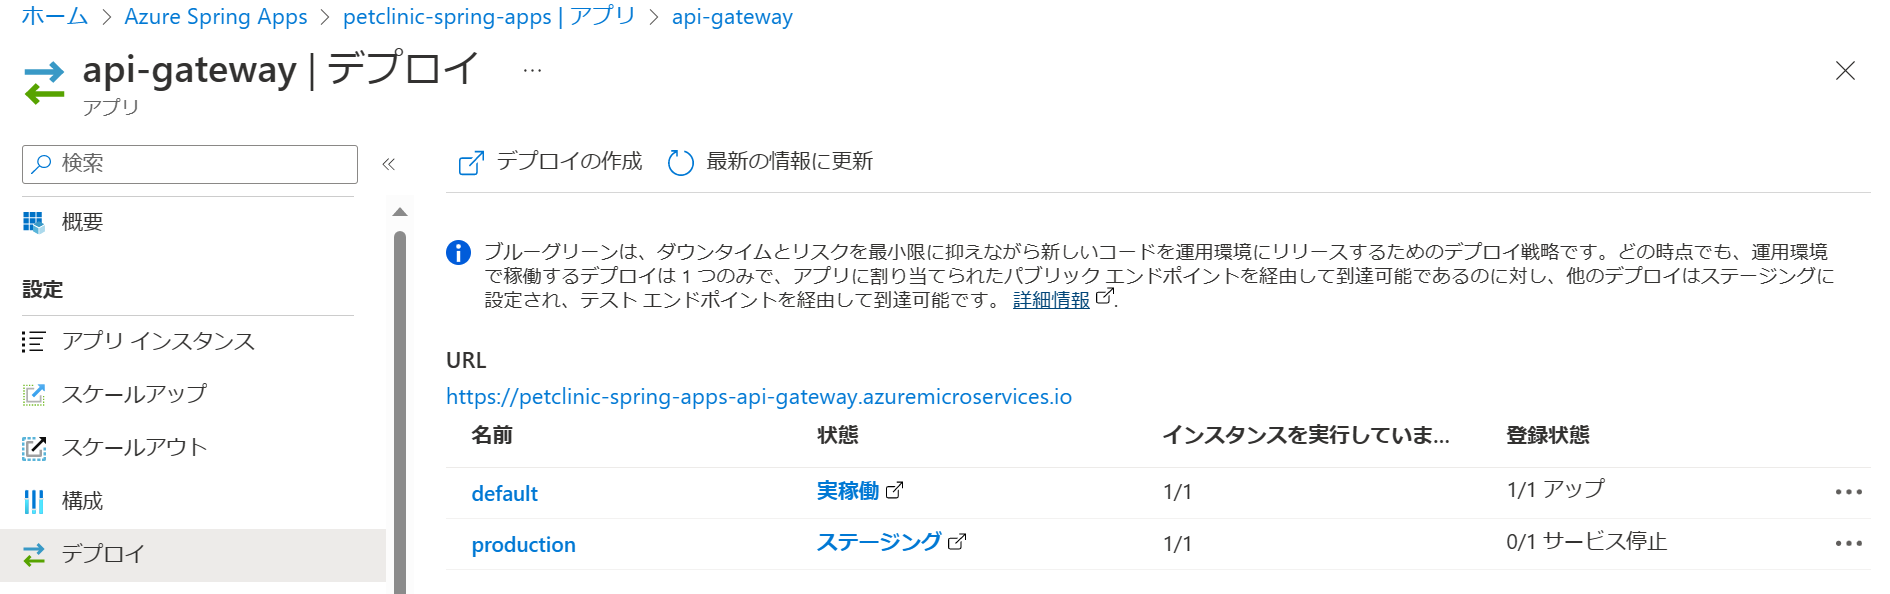 ホーム > Azure Spring Apps > petclinic-spring-apps | アプリ > api-gateway
api-gateway | デプロイ ...
アプリ
検索
概要
設定
アプリ インスタンス
スケールアップ
スケールアウト
構成
デプロイ
デプロイの作成 最新の情報に更新
ブルーグリーンは、ダウンタイムとリスクを最小限に抑えながら新しいコードを運用環境にリリースするためのデプロイ戦略です。どの時点でも、運用環境
で稼働するデプロイは 1 つのみで、アプリに割り当てられたパブリック エンドポイントを経由して到達可能であるのに対し、他のデプロイはステージングに
設定され、テスト エンドポイントを経由して到達可能です。 詳細情報.
URL
https://petclinic-spring-apps-api-gateway.azuremicroservices.io
名前 状態 インスタンスを実行していま... 登録状態
default 実稼働 1/1 1/1 アップ
production ステージング 1/1 0/1 サービス停止